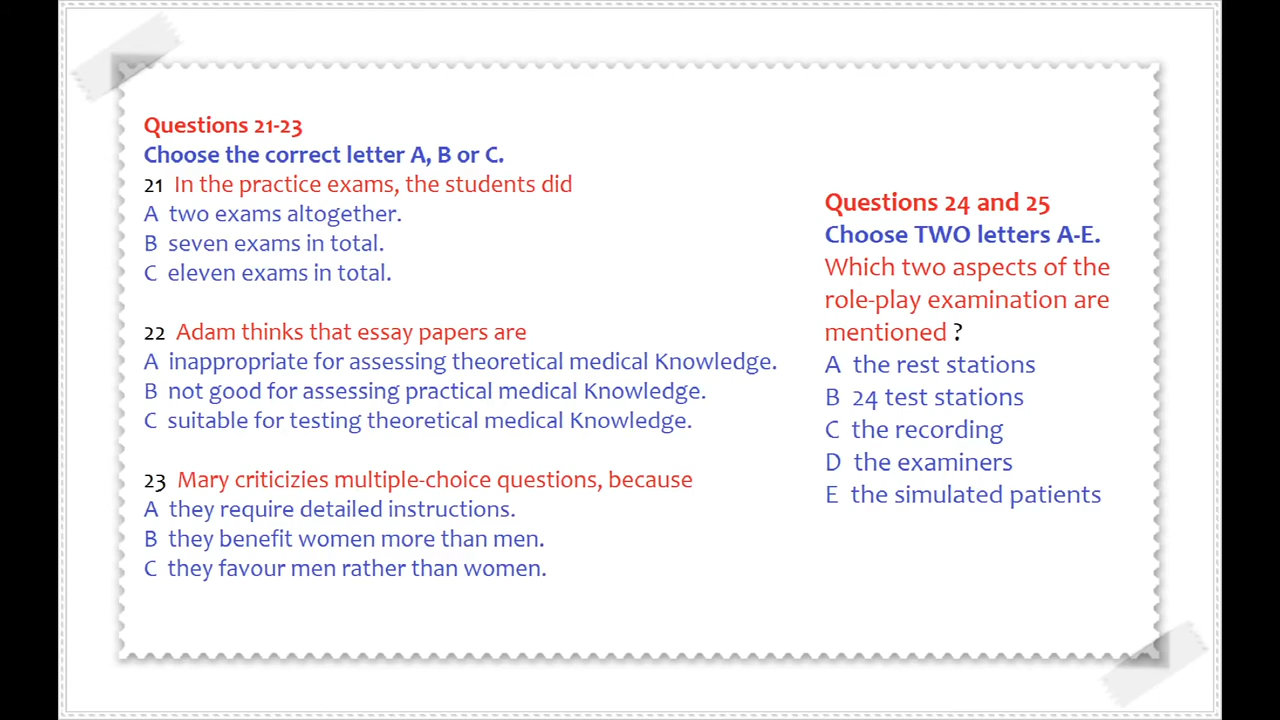 Questions 21-23
Choose the correct letter A, B or C.
21 In the practice exams, the students did
A two exams altogether.
B seven exams in total.
C eleven exams in total.
22 Adam thinks that essay papers are
A inappropriate for assessing theoretical medical Knowledge.
B not good for assessing practical medical Knowledge.
C suitable for testing theoretical medical Knowledge.
23 Mary criticizies multiple-choice questions, because
A they require detailed instructions.
B they benefit women more than men.
C they favour men rather than women.
Questions 24 and 25
Choose TWO letters A-E.
Which two aspects of the
role-play examination are
mentioned ?
A the rest stations
B 24 test stations
C the recording
D the examiners
E the simulated patients